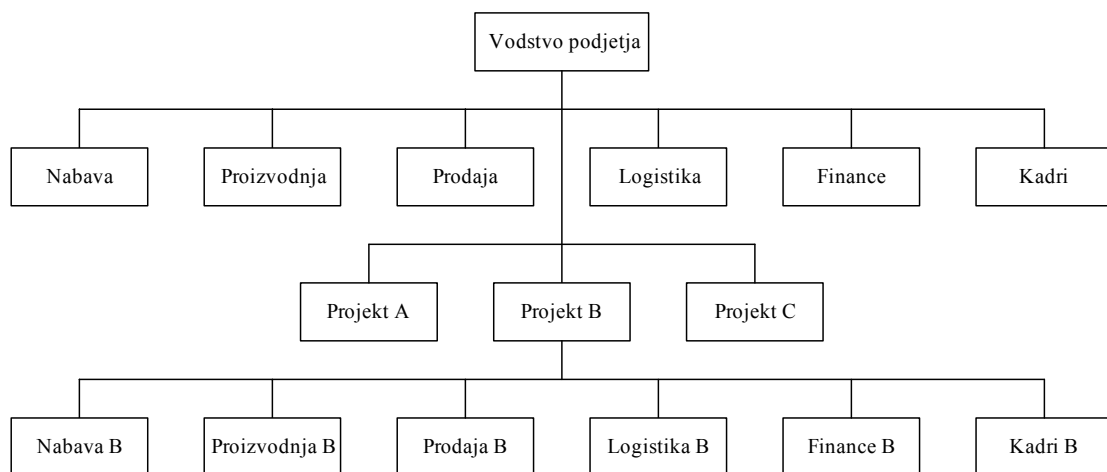 Vodstvo podjetja
Nabava
Proizvodnja
Prodaja
Logistika
Finance
Kadri
Projekt A
Projekt B
Projekt C
Nabava B
Proizvodnja B
Prodaja B
Logistika B
Finance B
Kadri B